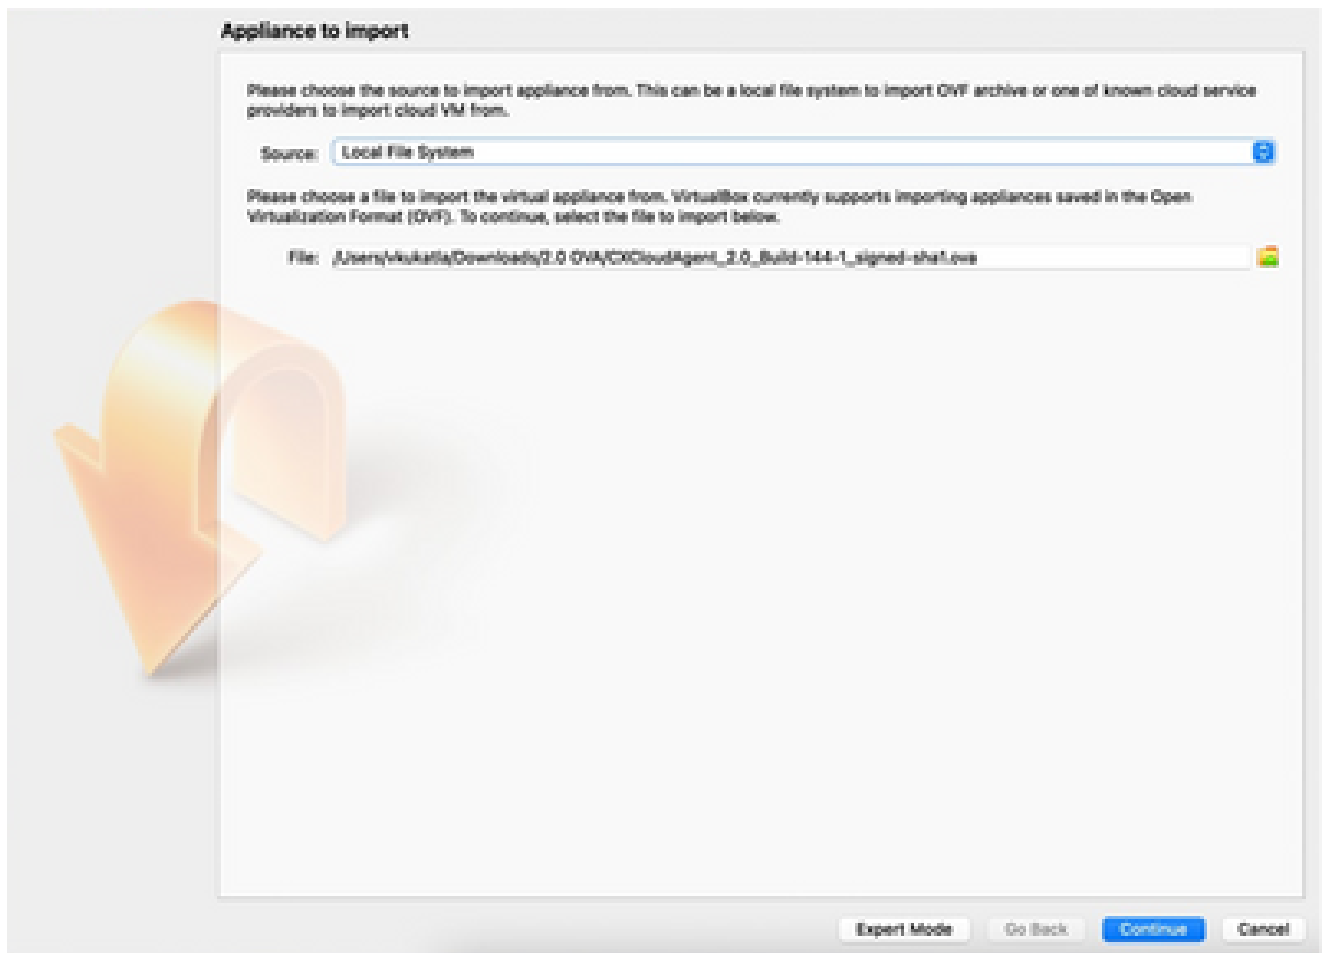 Appliance to import
Please choose the source to import appliance from. This can be a local file system to import OVF archive or one of known cloud service
providers to import cloud VM from.
Source: Local File System
Please choose a file to import the virtual appliance from. VirtualBox currently supports importing appliances saved in the Open
Virtualization Format (OVF). To continue, select the file to import below.
File: /Users/vkukatla/Downloads/2.0 OVA/CXCloudAgent_2.0_Build-144-1_signed-sha1.ova
Expert Mode Go Back Continue Cancel